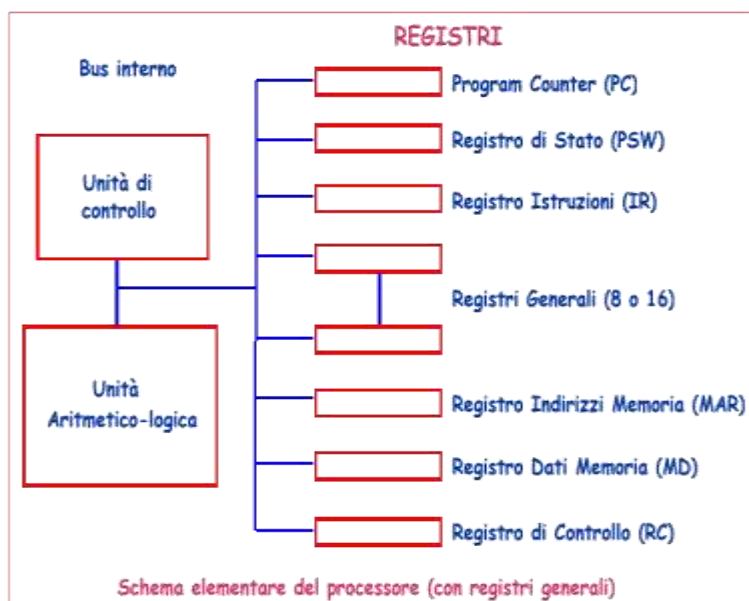 REGISTRI
Bus interno
Program Counter (PC)
Registro di Stato (PSW)
Unità di
controllo
Registro Istruzioni (IR)
Registri Generali (8 o 16)
Unità
Aritmetico-logica
Registro Indirizzi Memoria (MAR)
Registro Dati Memoria (MD)
Registro di Controllo (RC)
Schema elementare del processore (con registri generali)